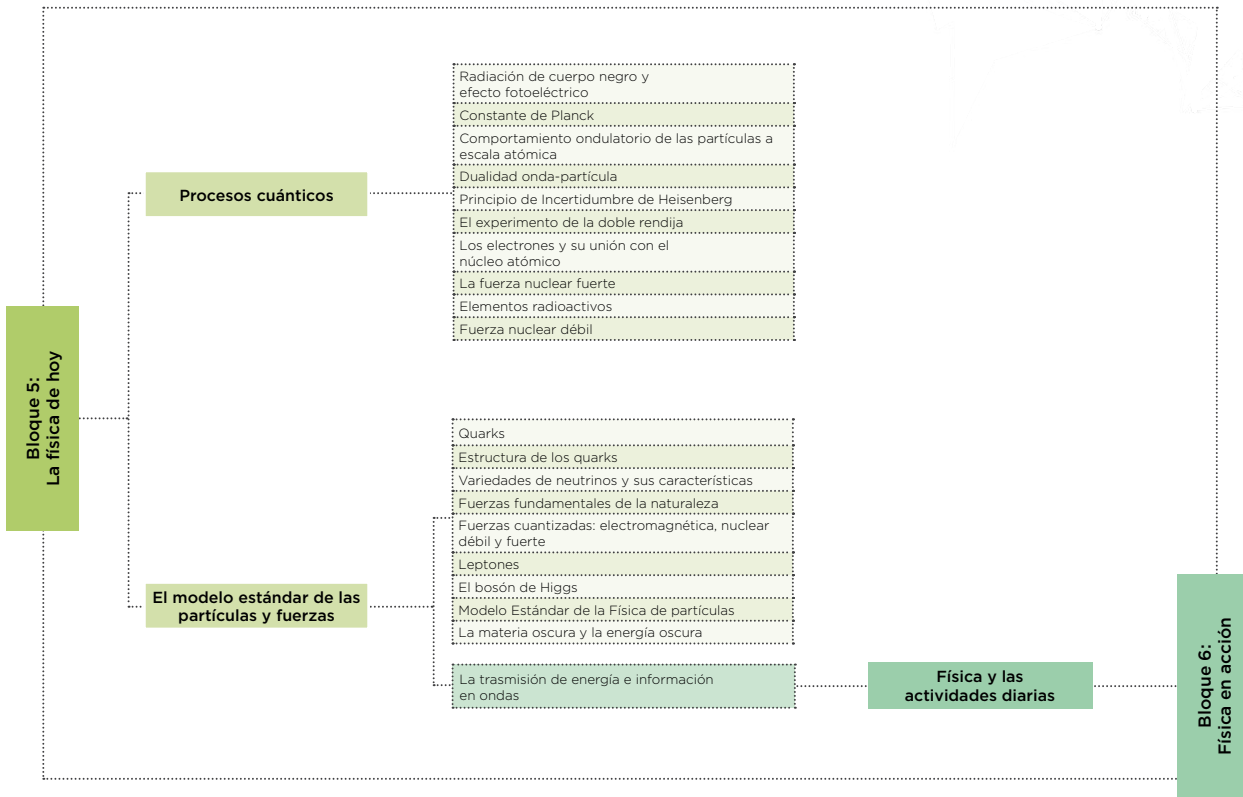 Bloque 5:
La física de hoy
Procesos cuánticos
Radiación de cuerpo negro y
efecto fotoeléctrico
Constante de Planck
Comportamiento ondulatorio de las partículas a
escala atómica
Dualidad onda-partícula
Principio de Incertidumbre de Heisenberg
El experimento de la doble rendija
Los electrones y su unión con el
núcleo atómico
La fuerza nuclear fuerte
Elementos radioactivos
Fuerza nuclear débil
El modelo estándar de las
partículas y fuerzas
Quarks
Estructura de los quarks
Variedades de neutrinos y sus características
Fuerzas fundamentales de la naturaleza
Fuerzas cuantizadas: electromagnética, nuclear
débil y fuerte
Leptones
El bosón de Higgs
Modelo Estándar de la Física de partículas
La materia oscura y la energía oscura
La trasmisión de energía e información
en ondas
Física y las
actividades diarias
Bloque 6:
Física en acción